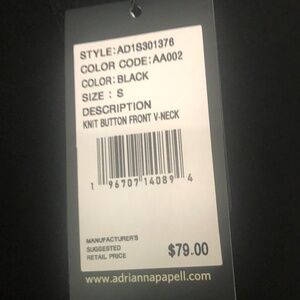 STYLE:AD1S301376
COLOR CODE:AA002
COLOR:BLACK
SIZE : S
DESCRIPTION
KNIT BUTTON FRONT V-NECK
1 96707 14089 4
MANUFACTURER'S
SUGGESTED
RETAIL PRICE
$79.00
www.adriannapapell.com